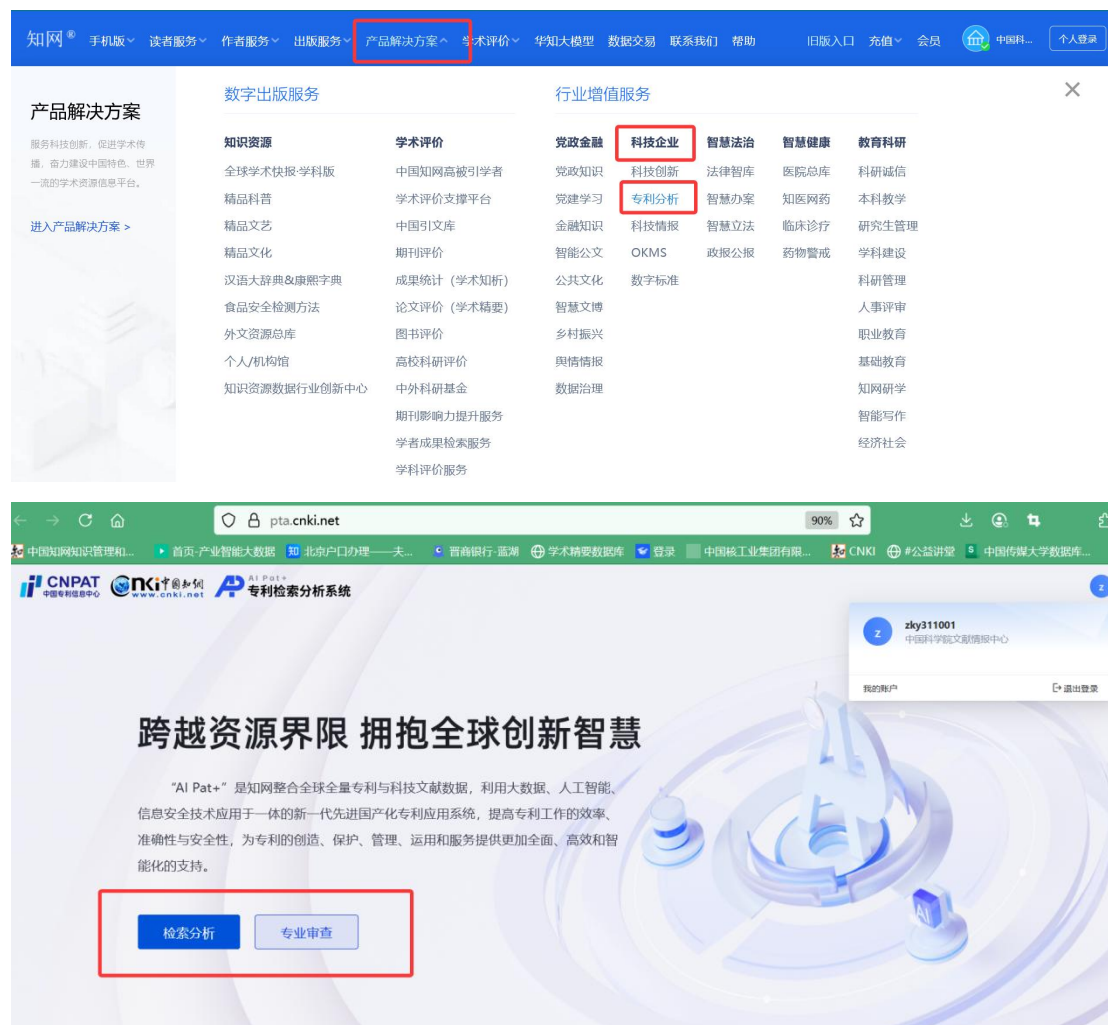 知网® 手机版 读者服务 作者服务 出版服务 产品解决方案 学术评价 华知大模型 数据交易 联系我们 帮助 旧版入口 充值 会员 中国科... 个人登录
产品解决方案
服务科技创新，促进学术传
播，奋力建设中国特色、世界
一流的学术资源信息平台。
进入产品解决方案 >
数字出版服务
知识资源
全球学术快报·学科版
精品科普
精品文艺
精品文化
汉语大辞典&康熙字典
食品安全检测方法
外文资源总库
个人/机构馆
知识资源数据行业创新中心
学术评价
中国知网高被引学者
学术评价支撑平台
中国引文库
期刊评价
成果统计（学术知析）
论文评价（学术精要）
图书评价
高校科研评价
中外科研基金
期刊影响力提升服务
学者成果检索服务
学科评价服务
行业增值服务
党政金融
党政知识
党建学习
金融知识
智能公文
公共文化
智慧文博
乡村振兴
舆情情报
数据治理
科技企业
科技创新
专利分析
科技情报
OKMS
数字标准
智慧法治
法律智库
智慧办案
智慧立法
政报公报
智慧健康
医院总库
知医网药
临床诊疗
药物警戒
教育科研
科研诚信
本科教学
研究生管理
学科建设
科研管理
人事评审
职业教育
基础教育
知网研学
智能写作
经济社会
pta.cnki.net 90%
中国知网知识管理和... 首页-产业智能大数据 北京户口办理——夫... 晋商银行-蓝湖 学术精要数据库 登录 中国核工业集团有限... CNKI #公益讲堂 中国传媒大学数据库...
CNPAT
中国专利信息中心
cnki中国知网
www.cnki.net
AI Pat+
专利检索分析系统
z
z
zky311001
中国科学院文献情报中心
我的账户 退出登录
跨越资源界限 拥抱全球创新智慧
“AI Pat+”是知网整合全球全量专利与科技文献数据，利用大数据、人工智能、
信息安全技术应用于一体的新一代先进国产化专利应用系统，提高专利工作的效率、
准确性与安全性，为专利的创造、保护、管理、运用和服务提供更加全面、高效和智
能化的支持。
检索分析 专业审查
AI